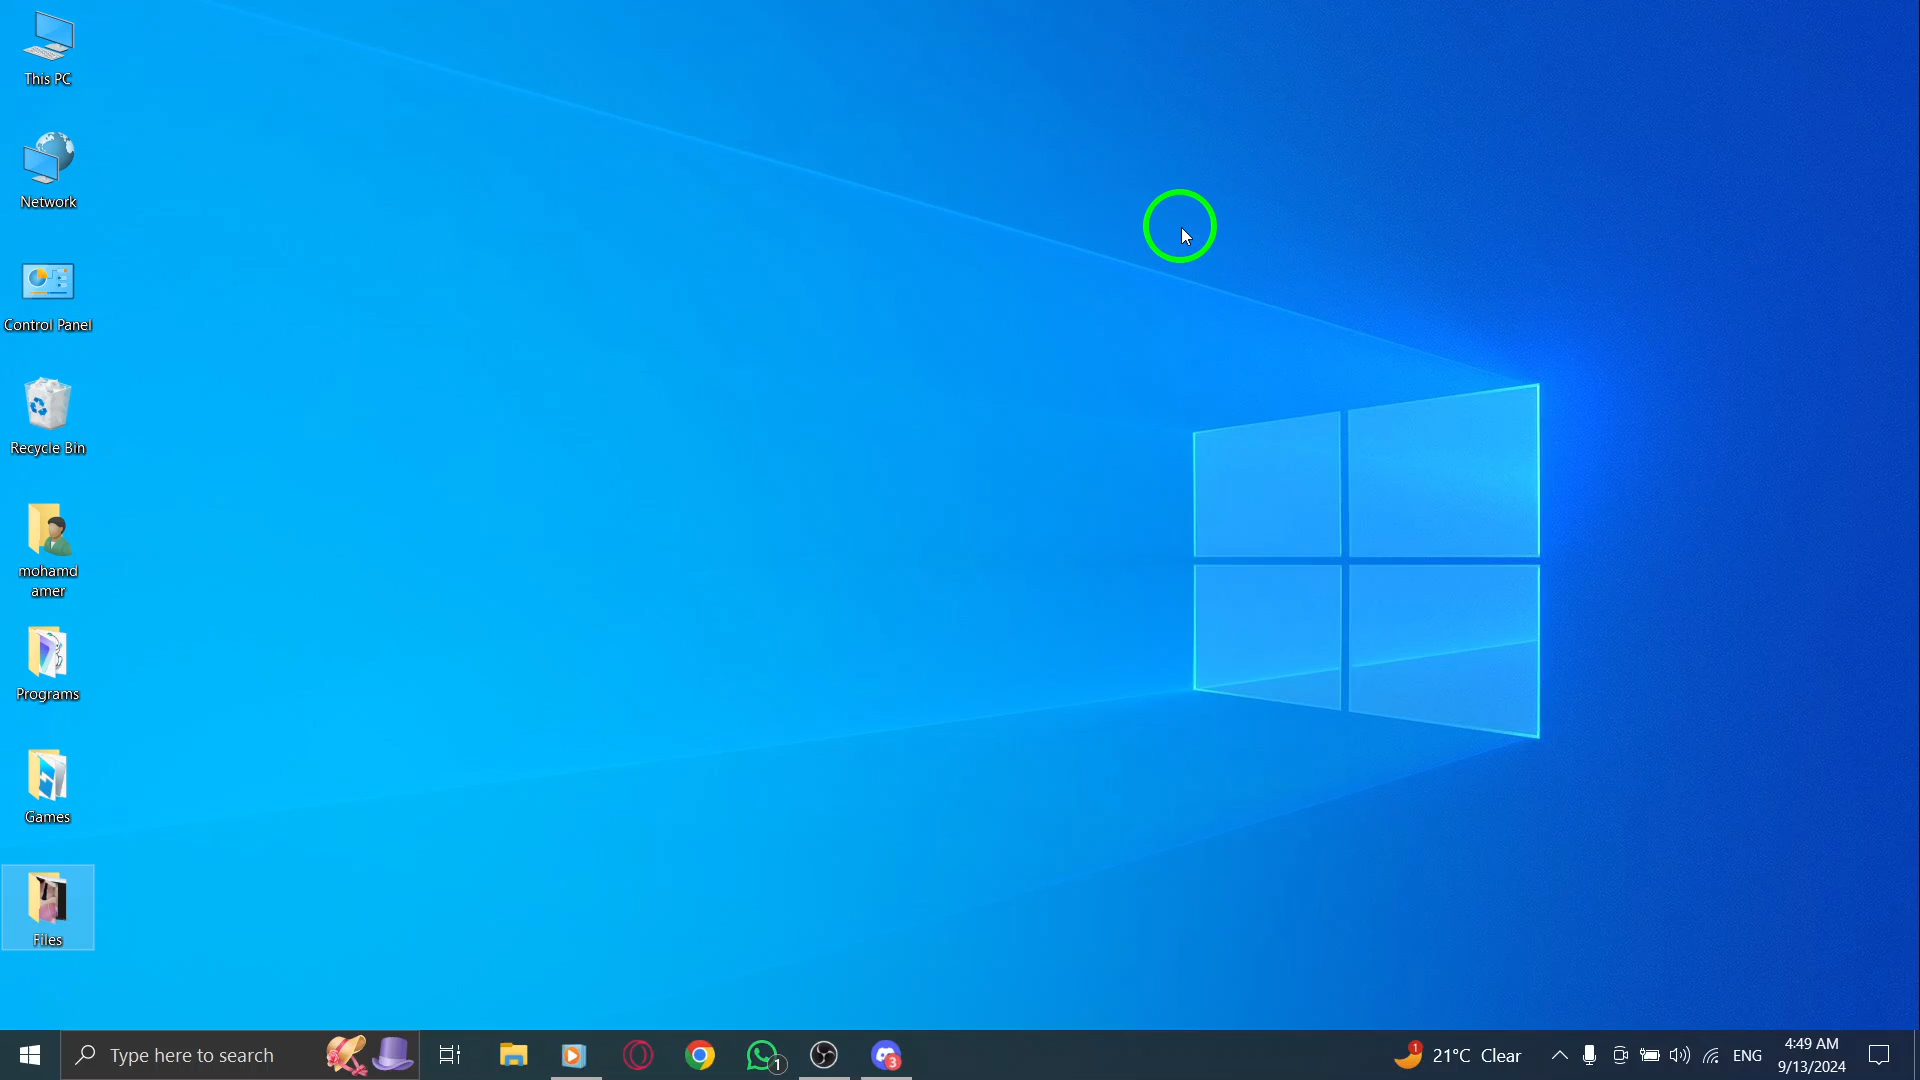 This PC
Network
Control Panel
Recycle Bin
mohamd
amer
Programs
Games
Files
Type here to search
1
3
1
21°C Clear
ENG
4:49 AM
9/13/2024